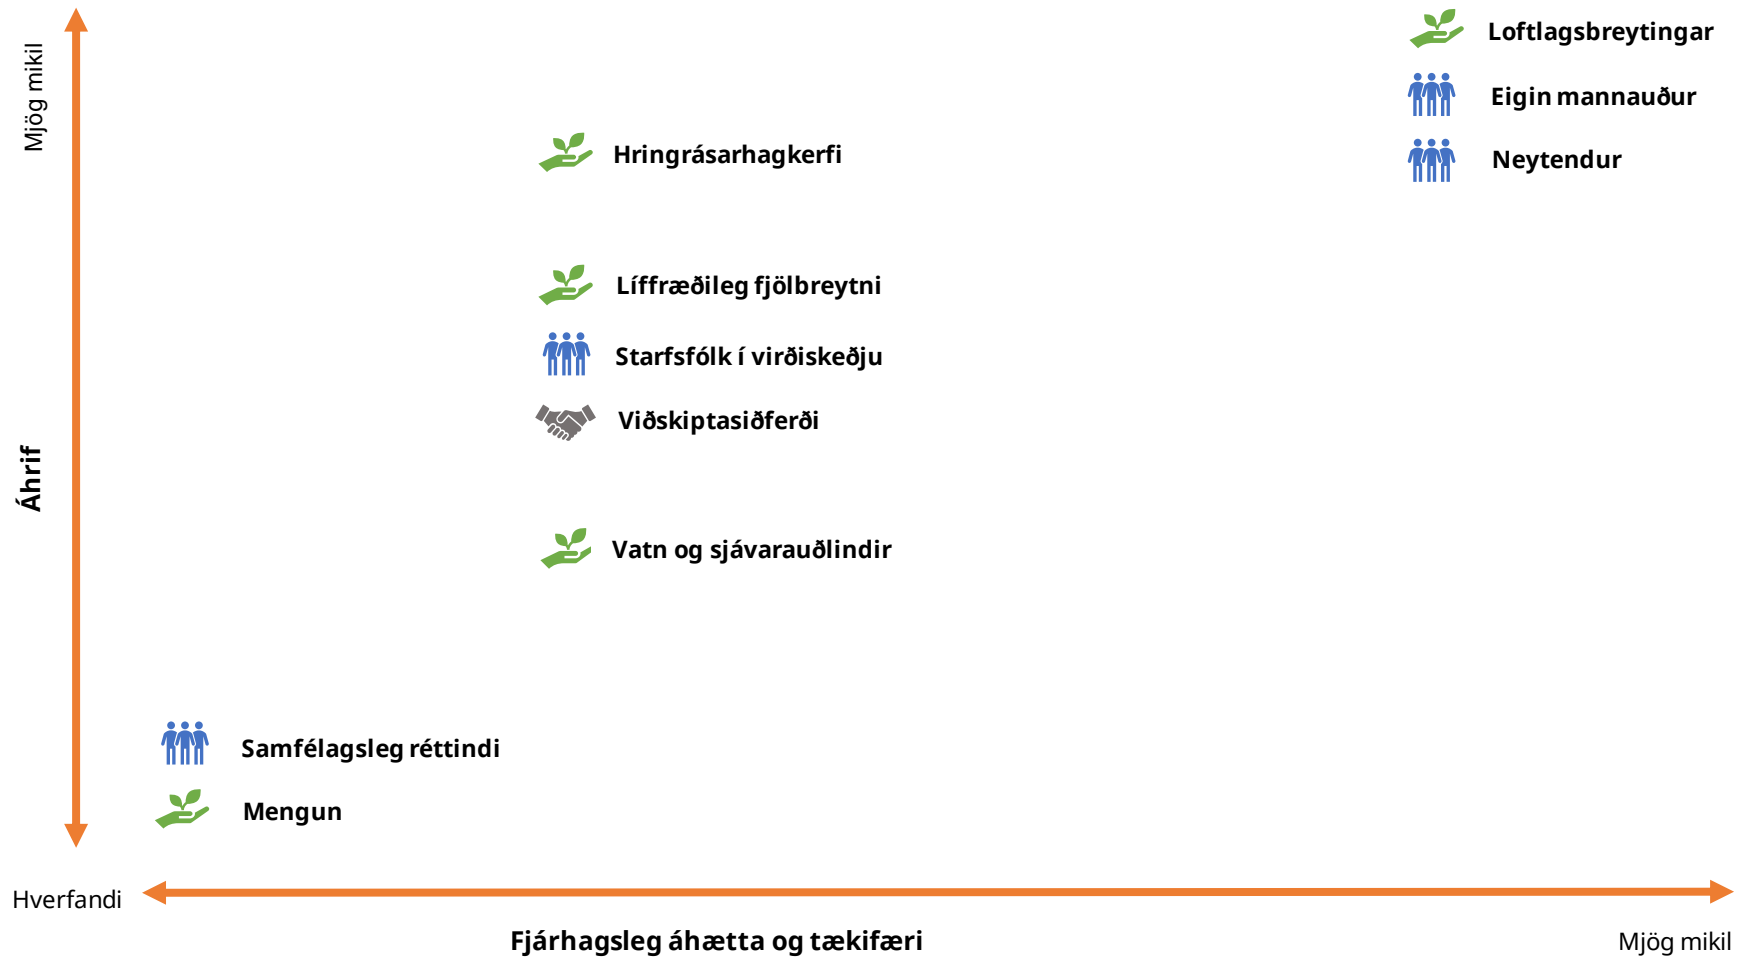 Mjög mikil
Áhrif
Loftlagsbreytingar
Eigin mannauður
Neytendur
Hringrásarhagkerfi
Líffræðileg fjölbreytni
Starfsfólk í virðiskeðju
Viðskiptasiðferði
Vatn og sjávarauðlindir
Samfélagsleg réttindi
Mengun
Hverfandi
Fjárhagsleg áhætta og tækifæri
Mjög mikil